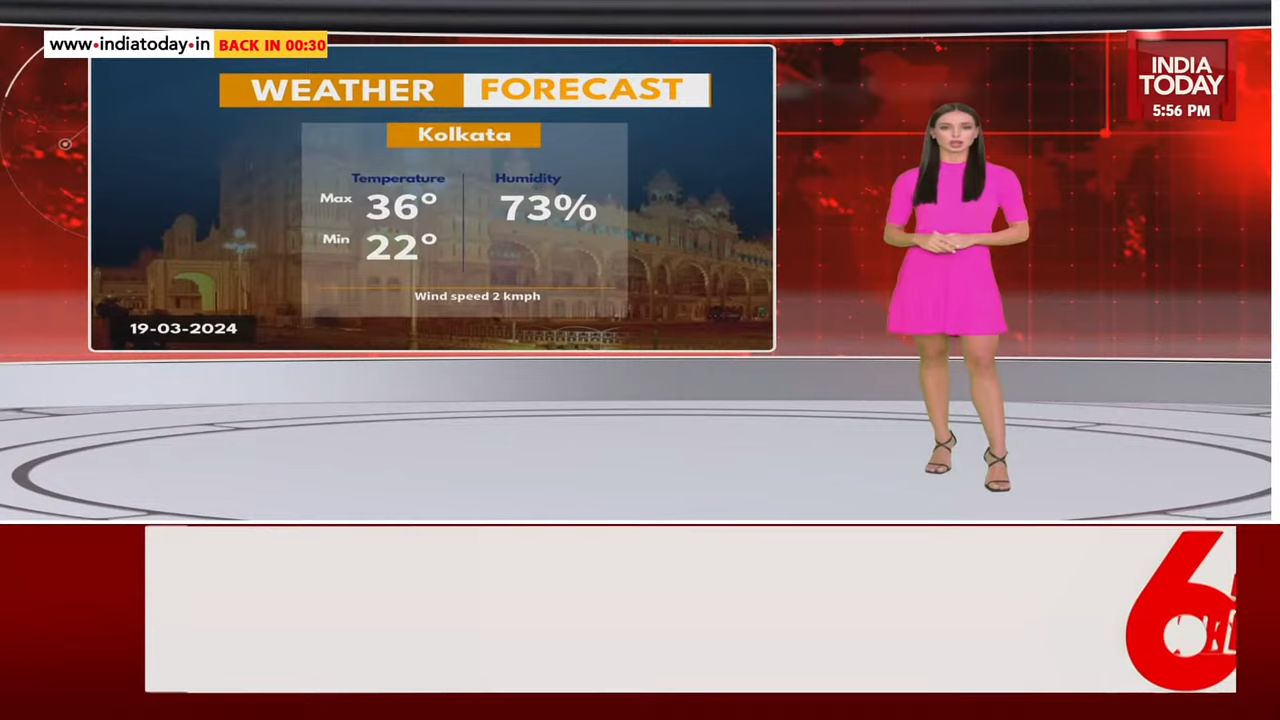 www•indiatoday•in BACK IN 00:30
INDIA
TODAY
5:56 PM
WEATHER FORECAST
Kolkata
Temperature
Humidity
Max 36°
73%
Min 22°
Wind speed 2 kmph
19-03-2024
6